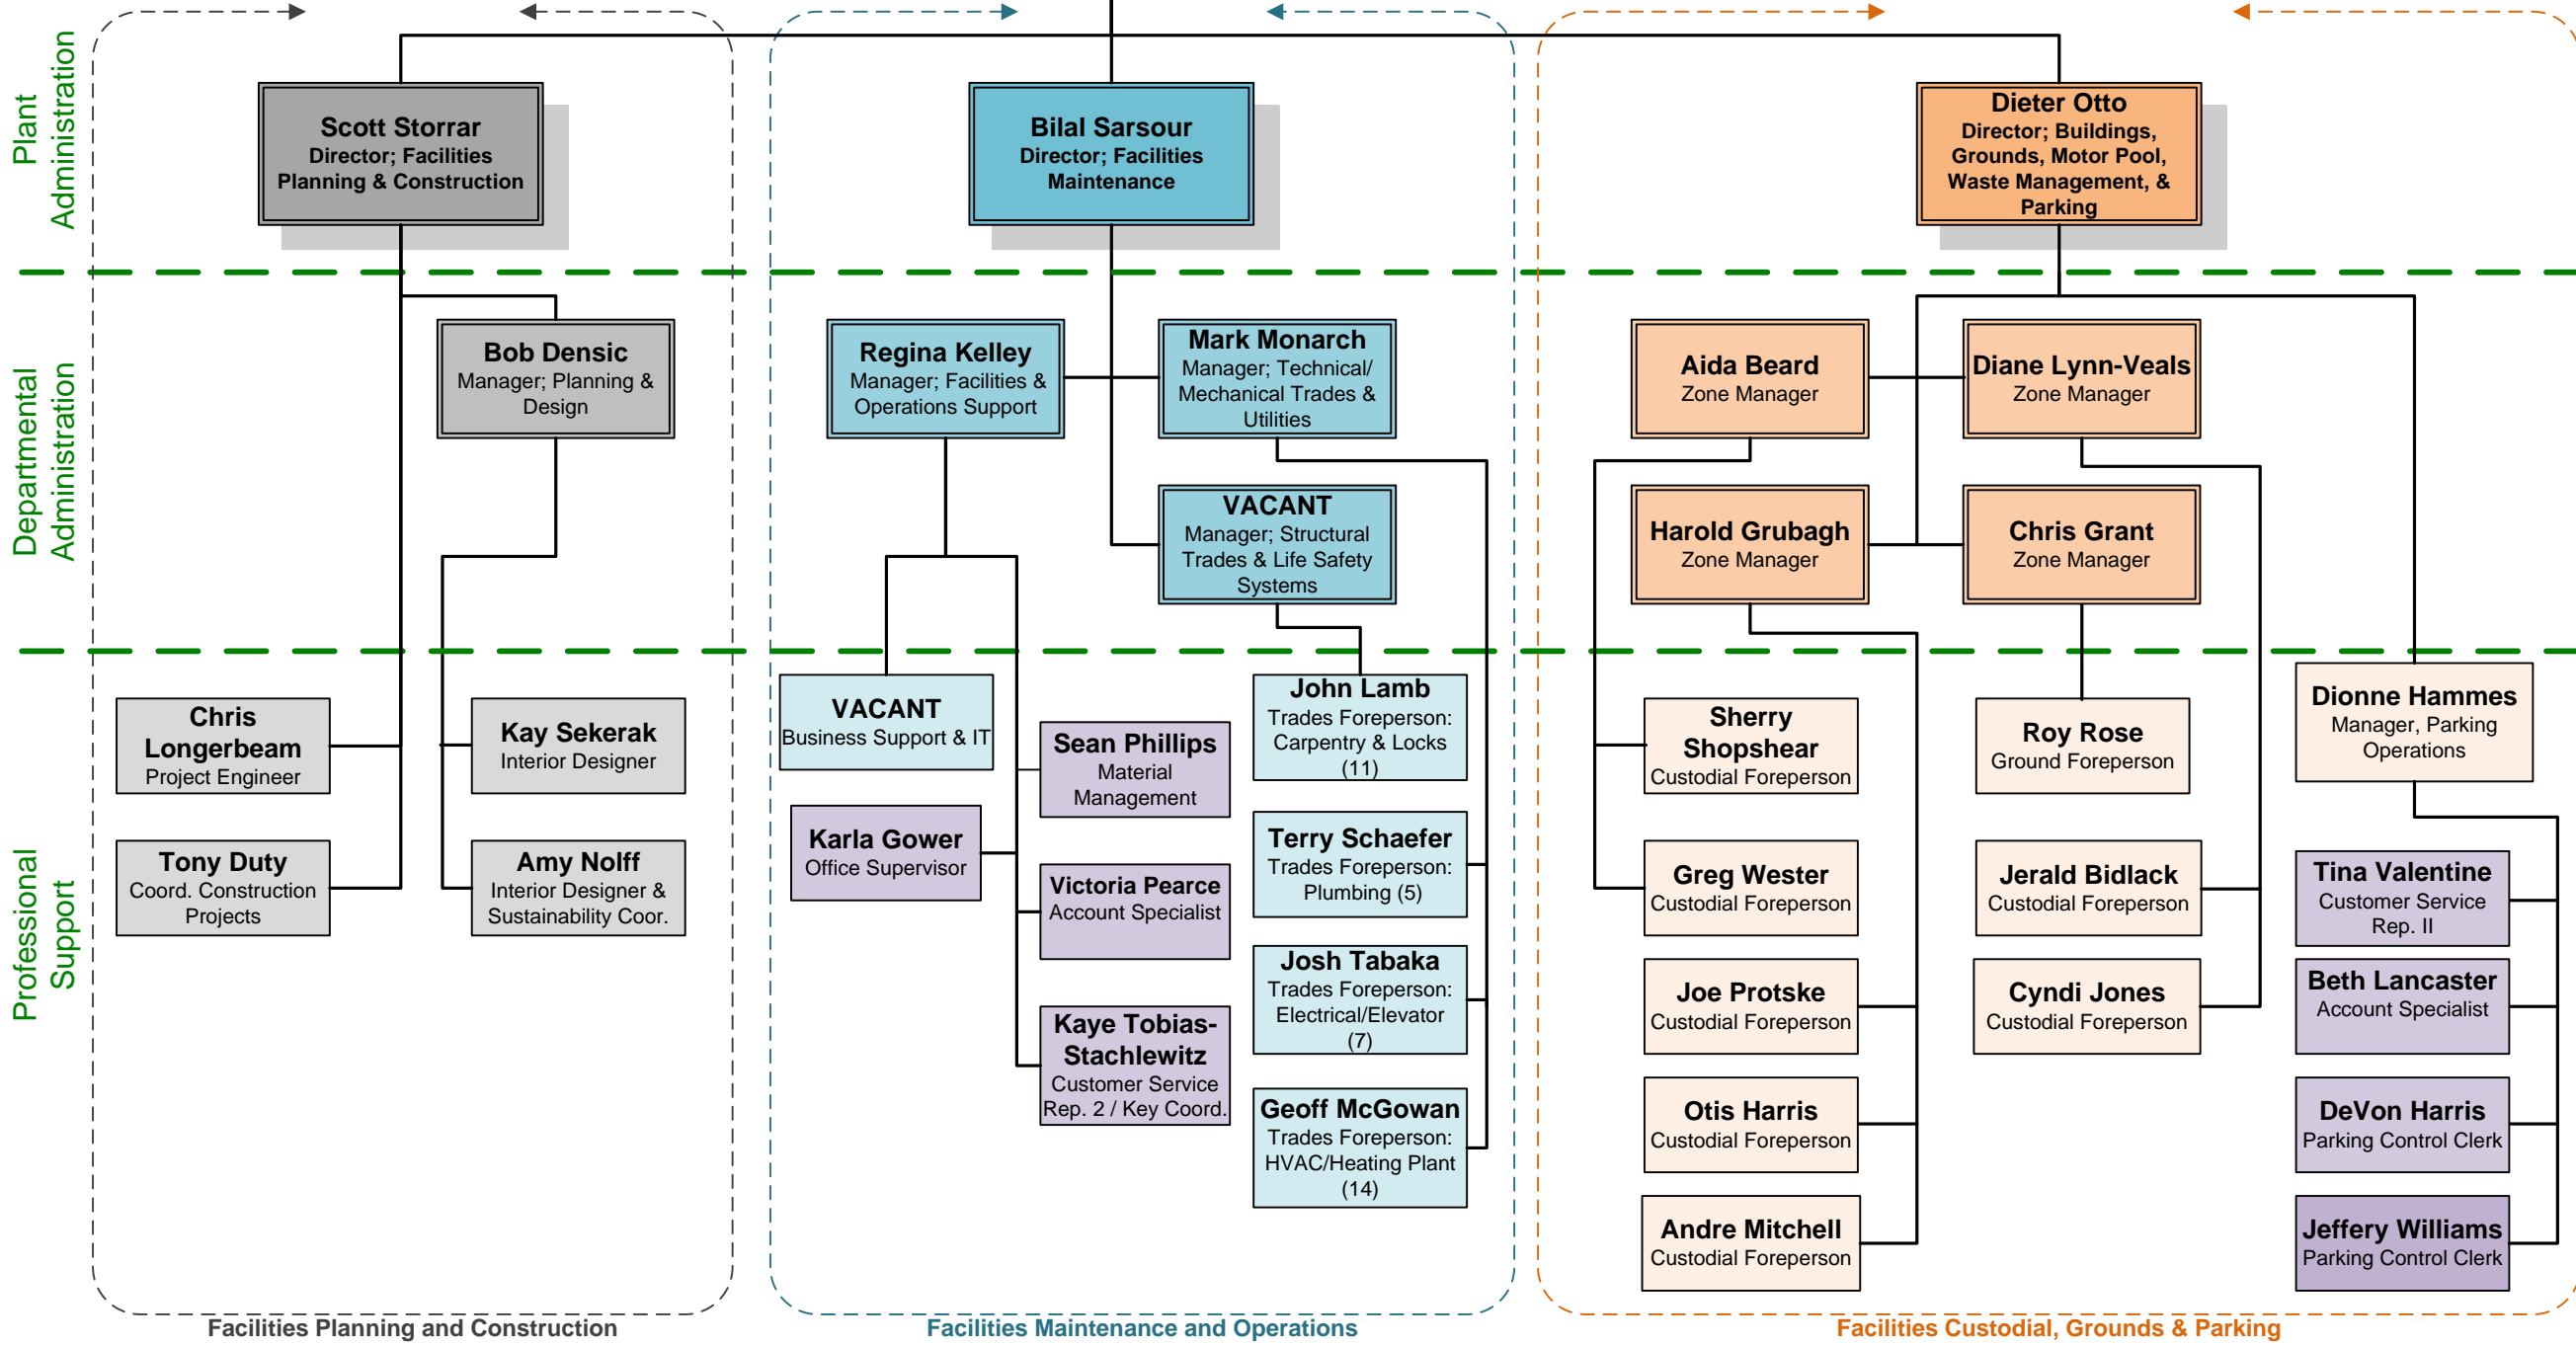 Plant
Administration
Scott Storrar
Director; Facilities
Planning & Construction
Bilal Sarsour
Director; Facilities
Maintenance
Dieter Otto
Director; Buildings,
Grounds, Motor Pool,
Waste Management, &
Parking
Departmental
Administration
Bob Densic
Manager; Planning &
Design
Regina Kelley
Manager; Facilities &
Operations Support
Mark Monarch
Manager; Technical/
Mechanical Trades &
Utilities
VACANT
Manager; Structural
Trades & Life Safety
Systems
Aida Beard
Zone Manager
Diane Lynn-Veals
Zone Manager
Harold Grubagh
Zone Manager
Chris Grant
Zone Manager
Professional
Support
Chris
Longerbeam
Project Engineer
Kay Sekerak
Interior Designer
Tony Duty
Coord. Construction
Projects
Amy Nolff
Interior Designer &
Sustainability Coor.
VACANT
Business Support & IT
Karla Gower
Office Supervisor
Sean Phillips
Material
Management
Victoria Pearce
Account Specialist
Kaye Tobias-
Stachlewitz
Customer Service
Rep. 2 / Key Coord.
John Lamb
Trades Foreperson:
Carpentry & Locks
(11)
Terry Schaefer
Trades Foreperson:
Plumbing (5)
Josh Tabaka
Trades Foreperson:
Electrical/Elevator
(7)
Geoff McGowan
Trades Foreperson:
HVAC/Heating Plant
(14)
Sherry
Shopshear
Custodial Foreperson
Greg Wester
Custodial Foreperson
Joe Protske
Custodial Foreperson
Otis Harris
Custodial Foreperson
Andre Mitchell
Custodial Foreperson
Roy Rose
Ground Foreperson
Jerald Bidlack
Custodial Foreperson
Cyndi Jones
Custodial Foreperson
Dionne Hammes
Manager, Parking
Operations
Tina Valentine
Customer Service
Rep. II
Beth Lancaster
Account Specialist
DeVon Harris
Parking Control Clerk
Jeffery Williams
Parking Control Clerk
Facilities Planning and Construction
Facilities Maintenance and Operations
Facilities Custodial, Grounds & Parking